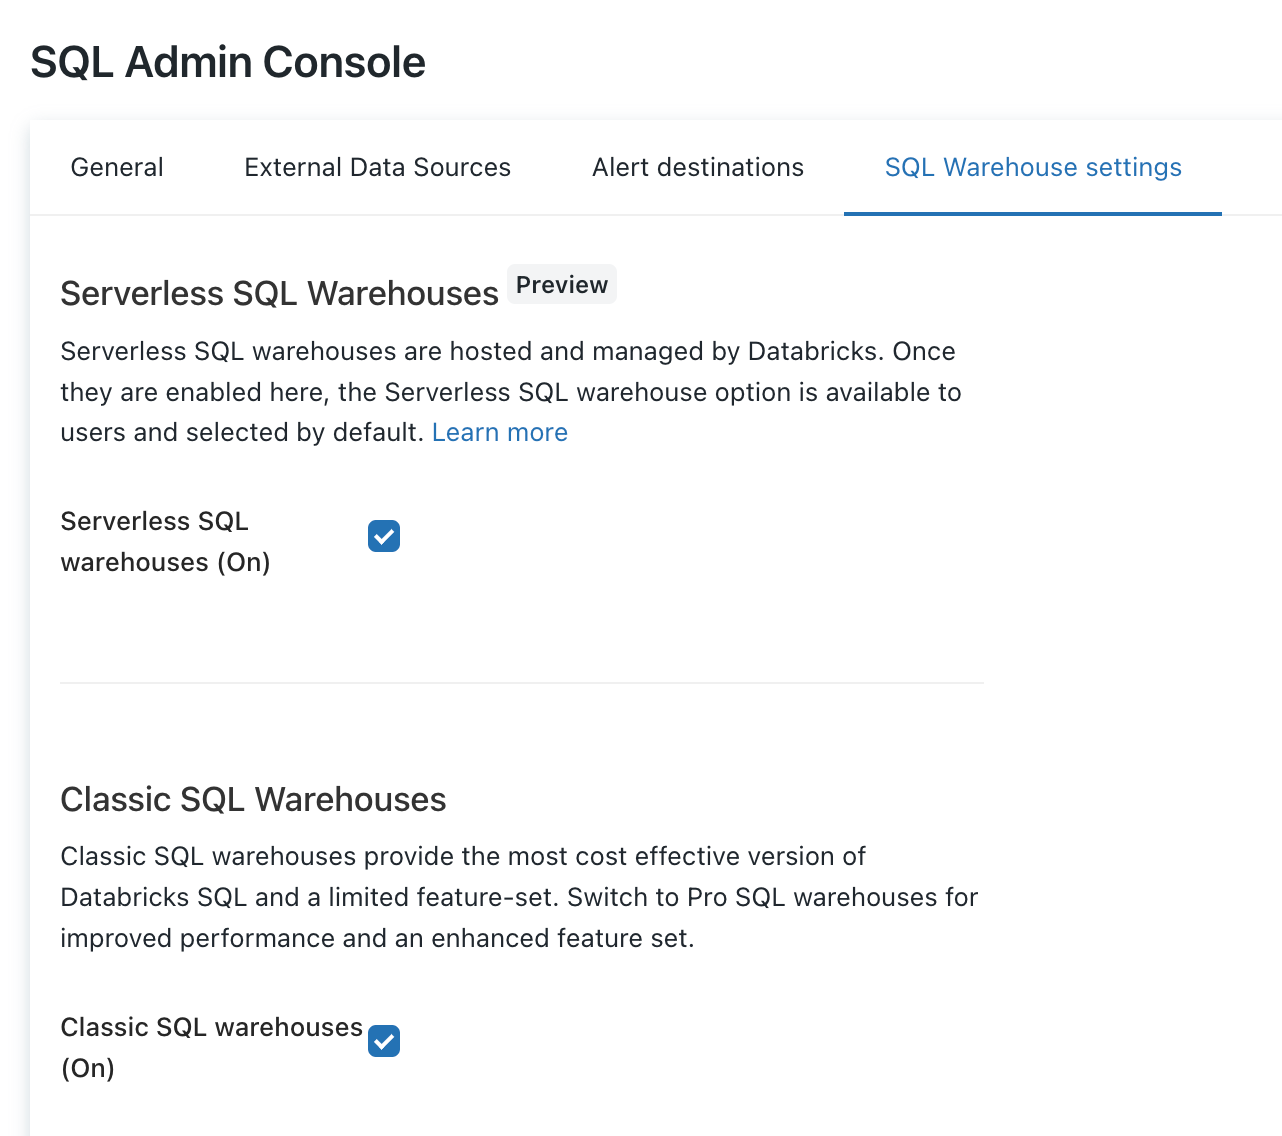 SQL Admin Console
General External Data Sources Alert destinations SQL Warehouse settings
Serverless SQL Warehouses Preview
Serverless SQL warehouses are hosted and managed by Databricks. Once
they are enabled here, the Serverless SQL warehouse option is available to
users and selected by default. Learn more
Serverless SQL
warehouses (On)
Classic SQL Warehouses
Classic SQL warehouses provide the most cost effective version of
Databricks SQL and a limited feature-set. Switch to Pro SQL warehouses for
improved performance and an enhanced feature set.
Classic SQL warehouses
(On)